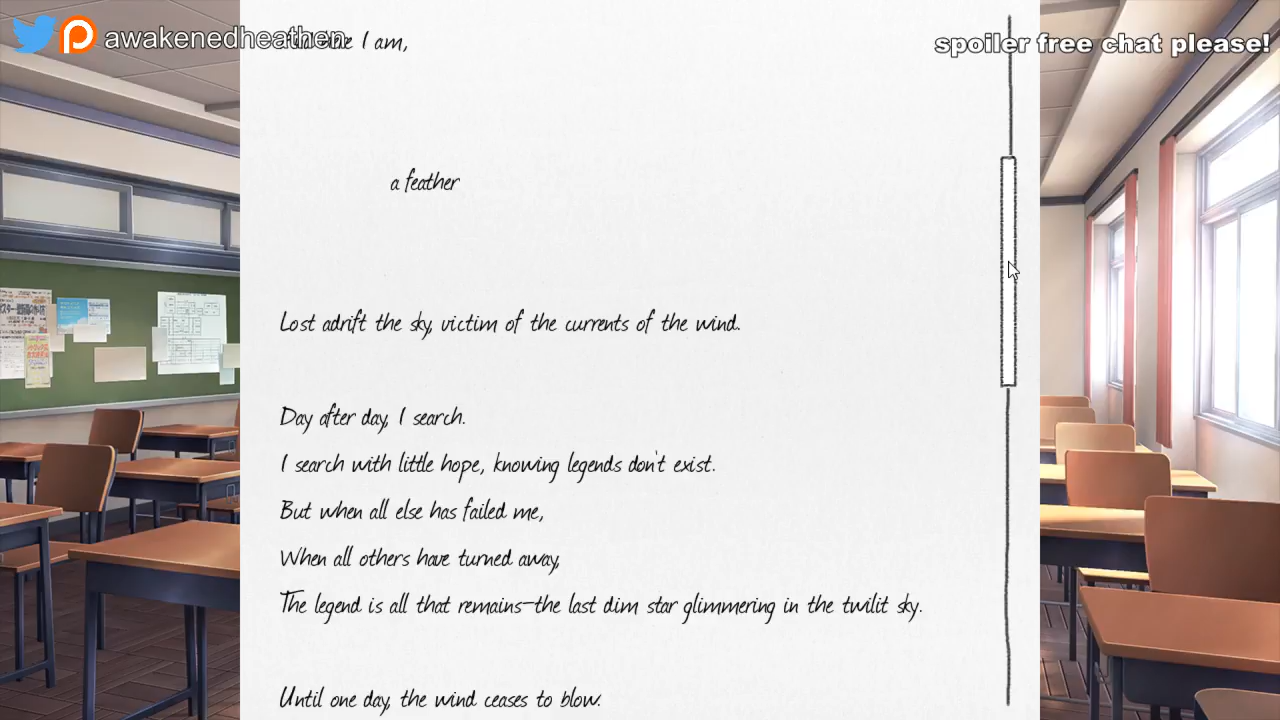 awakenedheathen
I am,
spoiler free chat please!
a feather
Lost adrift the sky, victim of the currents of the wind.
Day after day, I search.
I search with little hope, knowing legends don't exist.
But when all else has failed me,
When all others have turned away,
The legend is all that remains—the last dim star glimmering in the twilit sky.
Until one day, the wind ceases to blow.